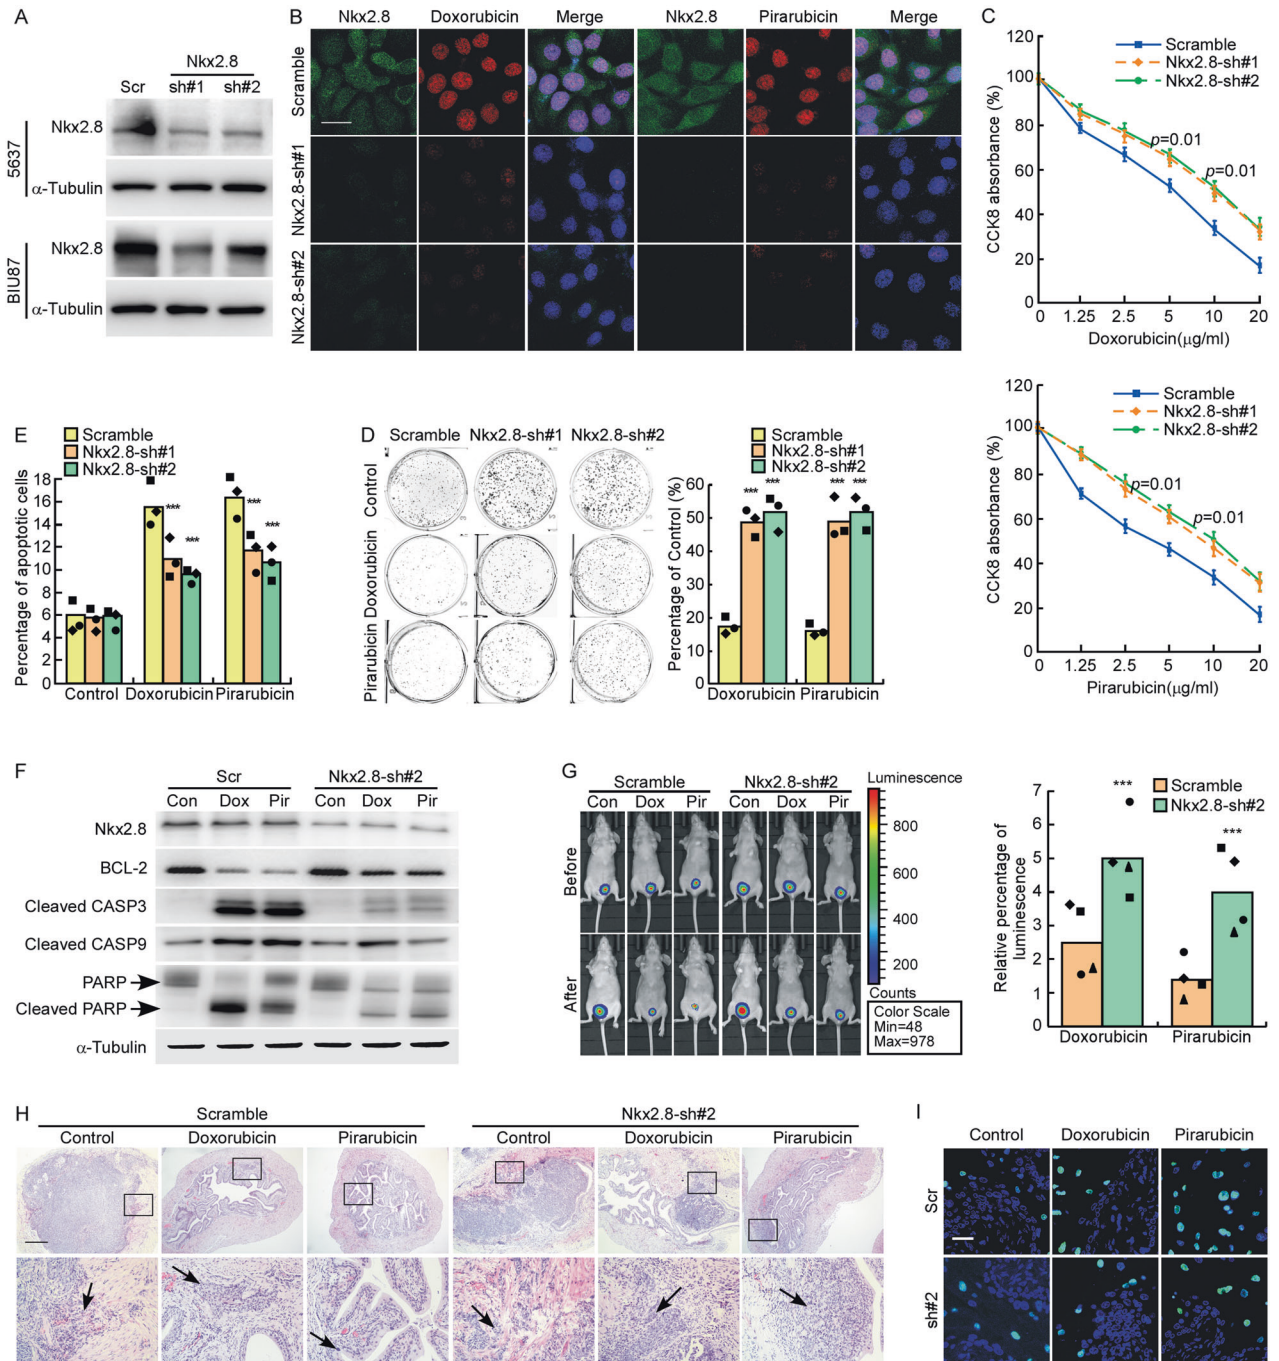 A
Nkx2.8
Scr sh#1 sh#2
5637
Nkx2.8
α-Tubulin
BIU87
Nkx2.8
α-Tubulin
B
Nkx2.8 Doxorubicin Merge Nkx2.8 Pirarubicin Merge
Scramble
Nkx2.8-sh#1
Nkx2.8-sh#2
C
Scramble
Nkx2.8-sh#1
Nkx2.8-sh#2
CCK8 absorbance (%)
120
100
80
60
40
20
0
p=0.01
p=0.01
0 1.25 2.5 5 10 20
Doxorubicin(μg/ml)
Scramble
Nkx2.8-sh#1
Nkx2.8-sh#2
CCK8 absorbance (%)
120
100
80
60
40
20
0
p=0.01
p=0.01
0 1.25 2.5 5 10 20
Pirarubicin(μg/ml)
E
Scramble
Nkx2.8-sh#1
Nkx2.8-sh#2
Percentage of apoptotic cells
18
16
14
12
10
8
6
4
2
0
*** ***
*** ***
Control Doxorubicin Pirarubicin
D
Scramble Nkx2.8-sh#1 Nkx2.8-sh#2
Control
Doxorubicin
Pirarubicin
Scramble
Nkx2.8-sh#1
Nkx2.8-sh#2
Percentage of Control (%)
60
50
40
30
20
10
0
*** *** *** ***
Doxorubicin Pirarubicin
F
Scr Nkx2.8-sh#2
Con Dox Pir Con Dox Pir
Nkx2.8
BCL-2
Cleaved CASP3
Cleaved CASP9
PARP
Cleaved PARP
α-Tubulin
G
Scramble Nkx2.8-sh#2
Con Dox Pir Con Dox Pir
Before
After
Luminescence
800
600
400
200
Counts
Color Scale
Min=48
Max=978
Scramble
Nkx2.8-sh#2
Relative percentage of
luminescence
7
6
5
4
3
2
1
0
*** ***
Doxorubicin Pirarubicin
H
Scramble Nkx2.8-sh#2
Control Doxorubicin Pirarubicin Control Doxorubicin Pirarubicin
I
Control Doxorubicin Pirarubicin
Scr
sh#2